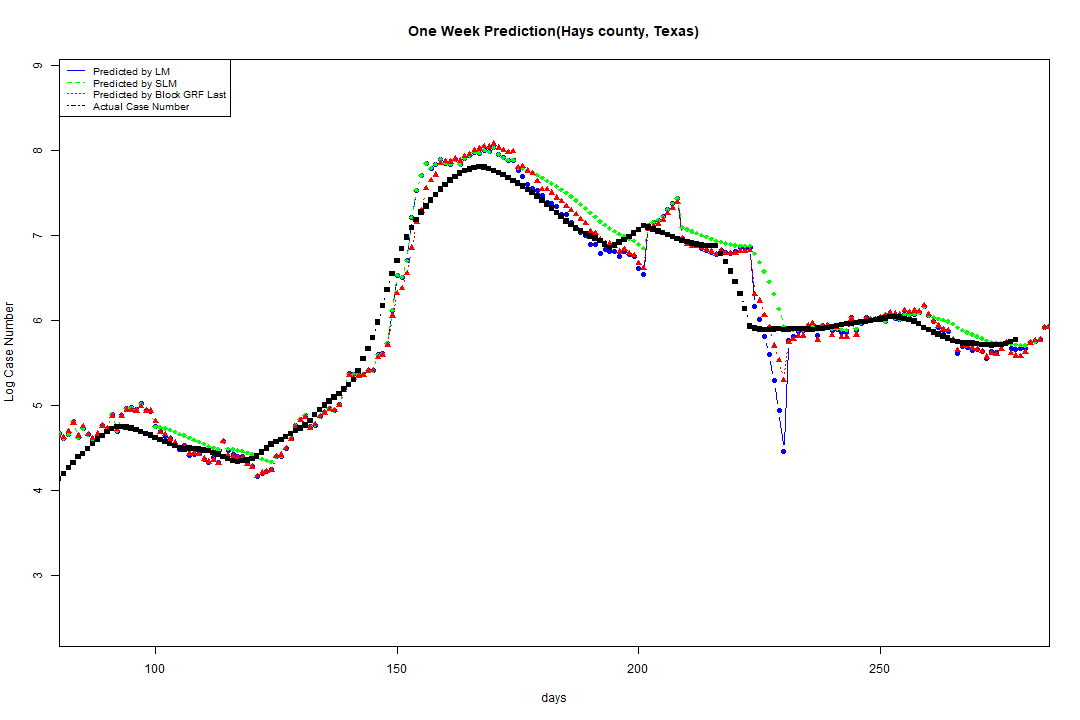 One Week Prediction(Hays county, Texas)
Predicted by LM
Predicted by SLM
Predicted by Block GRF Last
Actual Case Number
9
8
7
6
5
4
3
Log Case Number
100 150 200 250
days